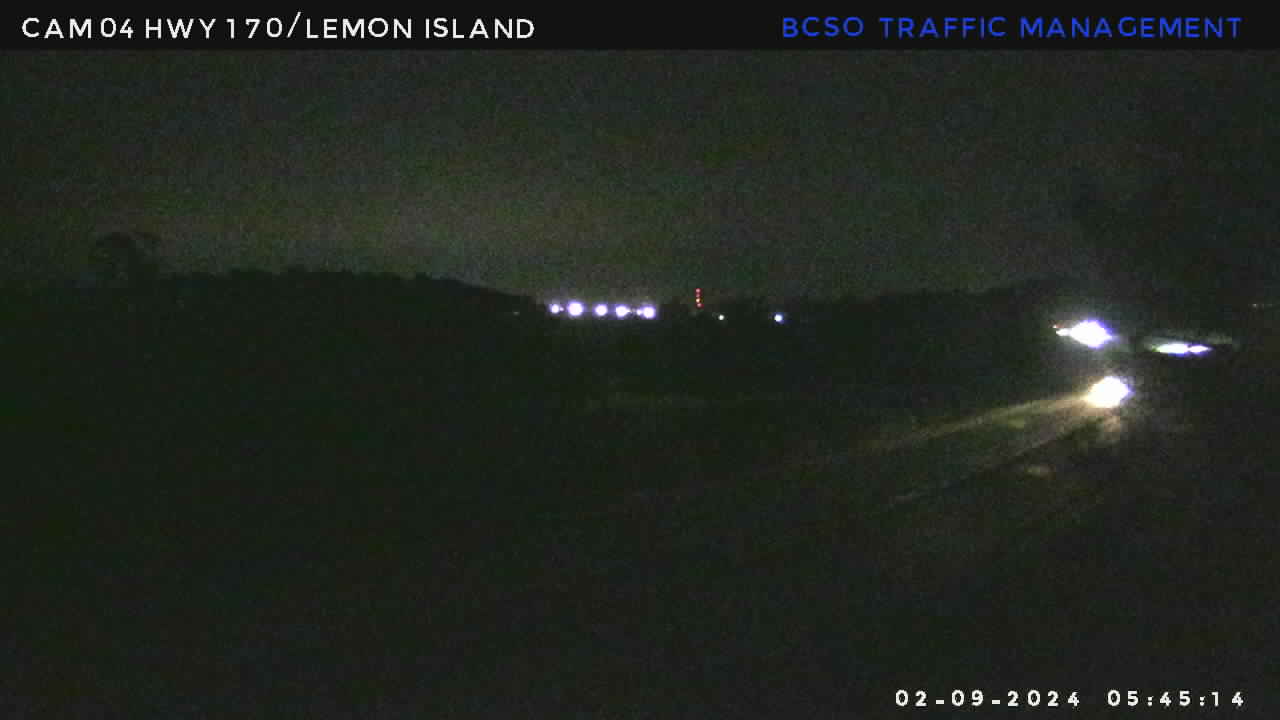 CAM04 HWY 170/LEMON ISLAND
BCSO TRAFFIC MANAGEMENT
02-09-2024 05:45:14